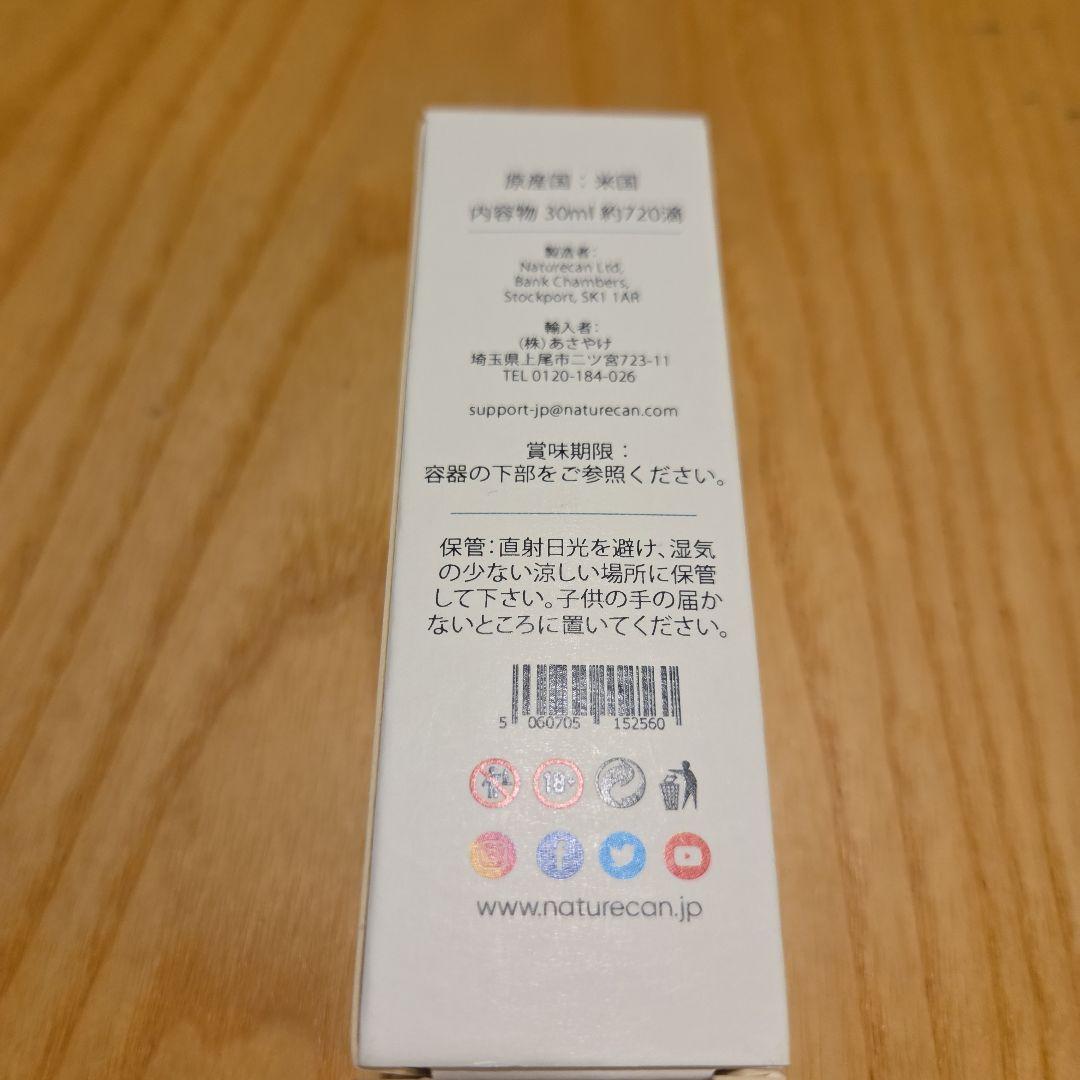 原産国：米国
内容物 30ml 約720滴
製造者：
Naturecan Ltd,
Bank Chambers,
Stockport, SK1 1AR
輸入者：
(株)あさやけ
埼玉県上尾市二ツ宮723-11
TEL 0120-184-026
support-jp@naturecan.com
賞味期限：
容器の下部をご参照ください。
保管：直射日光を避け、湿気
の少ない涼しい場所に保管
して下さい。子供の手の届か
ないところに置いてください。
5 060705 152560
18+
www.naturecan.jp